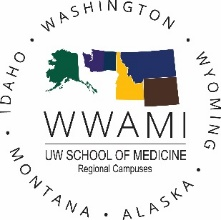 WASHINGTON • WYOMING • ALASKA • MONTANA • IDAHO •
WWAMI
UW SCHOOL OF MEDICINE
Regional Campuses